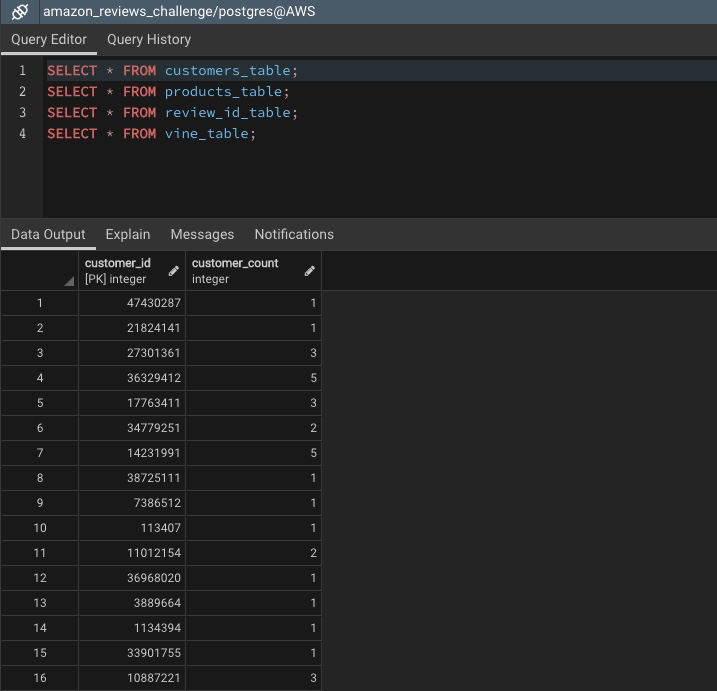 amazon_reviews_challenge/postgres@AWS
Query Editor Query History
1 SELECT * FROM customers_table;
2 SELECT * FROM products_table;
3 SELECT * FROM review_id_table;
4 SELECT * FROM vine_table;
Data Output Explain Messages Notifications
customer_id customer_count
[PK] integer integer
1 47430287 1
2 21824141 1
3 27301361 3
4 36329412 5
5 17763411 3
6 34779251 2
7 14231991 5
8 38725111 1
9 7386512 1
10 113407 1
11 11012154 2
12 36968020 1
13 3889664 1
14 1134394 1
15 33901755 1
16 10887221 3